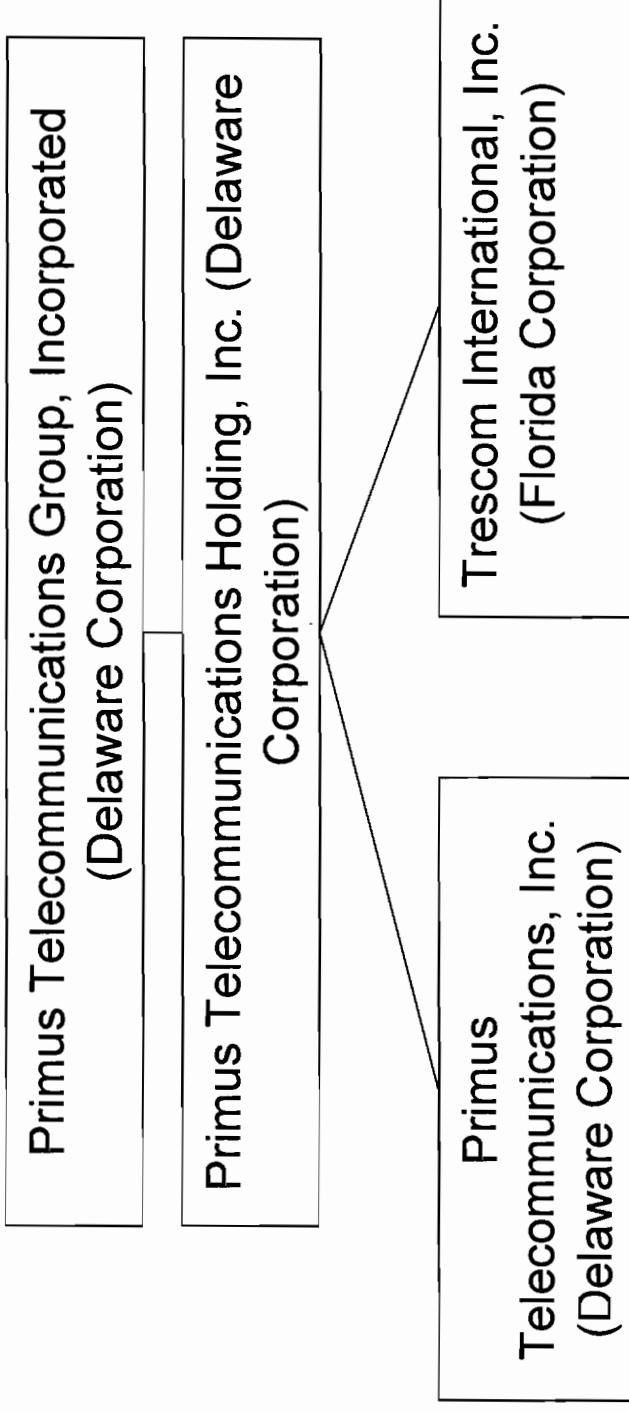 Primus Telecommunications Group, Incorporated
(Delaware Corporation)
Primus Telecommunications Holding, Inc. (Delaware
Corporation)
Primus
Telecommunications, Inc.
(Delaware Corporation)
Trescom International, Inc.
(Florida Corporation)